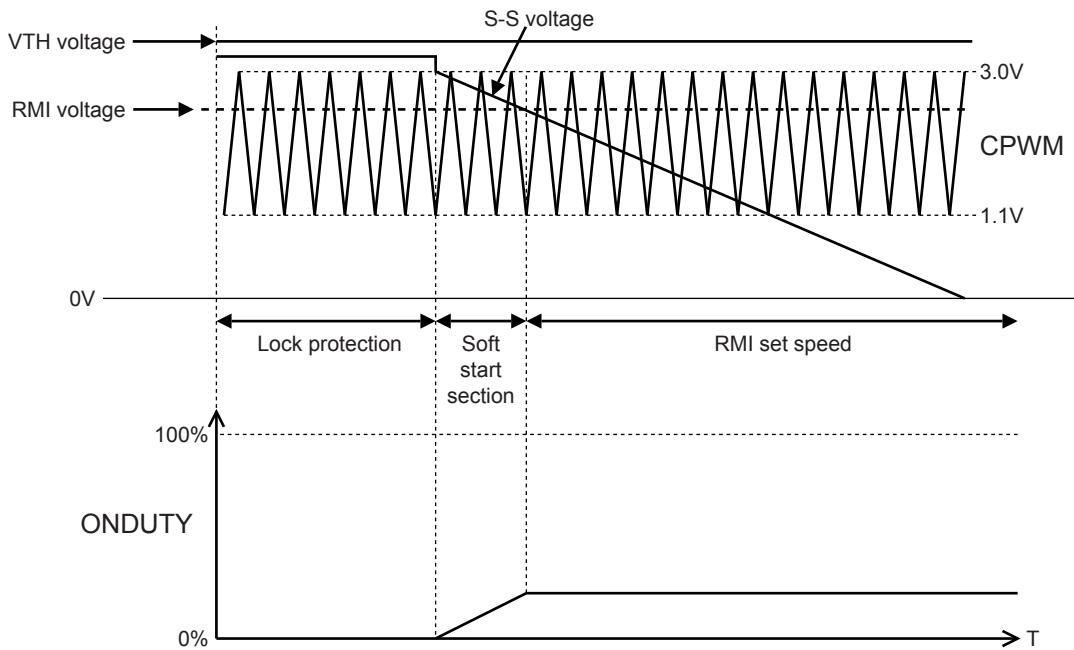 S-S voltage
VTH voltage
3.0V
RMI voltage
CPWM
1.1V
0V
Lock protection
Soft
start
section
RMI set speed
100%
ONDUTY
0%
T